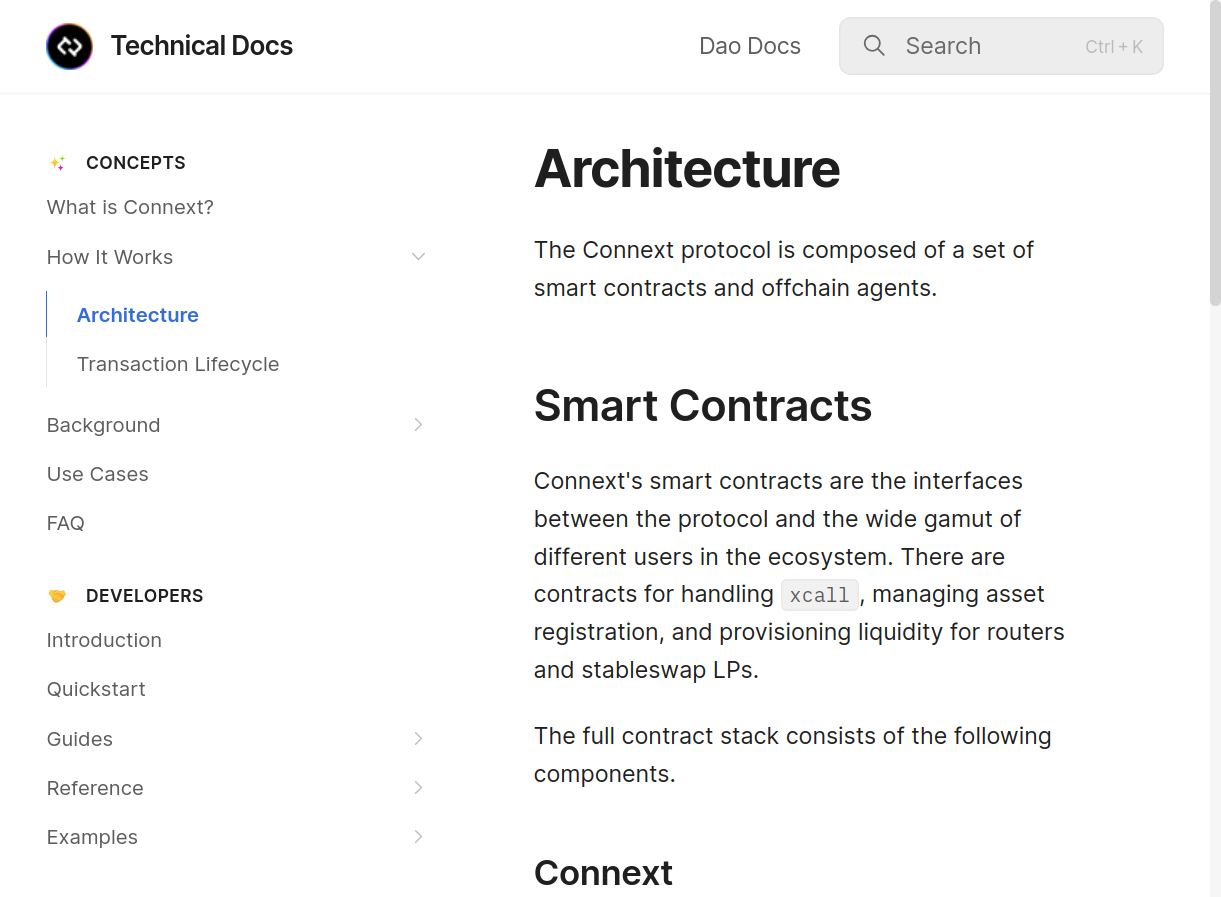 Technical Docs
Dao Docs
Search
Ctrl + K
CONCEPTS
What is Connext?
How It Works
Architecture
Transaction Lifecycle
Background
Use Cases
FAQ
DEVELOPERS
Introduction
Quickstart
Guides
Reference
Examples
Architecture
The Connext protocol is composed of a set of
smart contracts and offchain agents.
Smart Contracts
Connext's smart contracts are the interfaces
between the protocol and the wide gamut of
different users in the ecosystem. There are
contracts for handling xcall, managing asset
registration, and provisioning liquidity for routers
and stableswap LPs.
The full contract stack consists of the following
components.
Connext